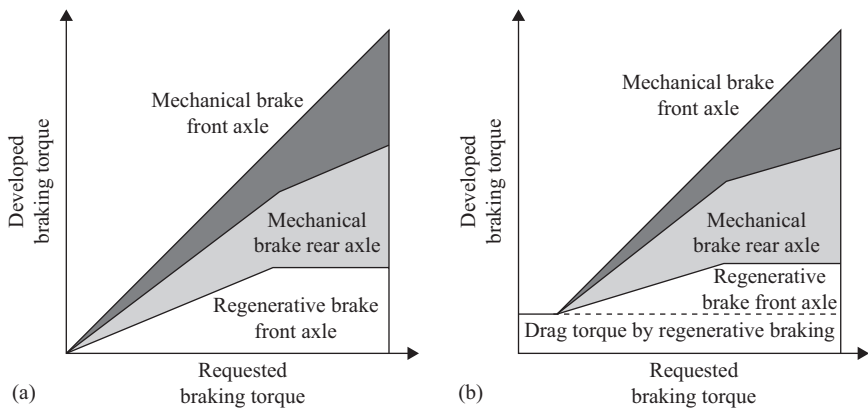 Developed
braking torque
Mechanical brake
front axle
Mechanical
brake rear axle
Regenerative brake
front axle
Requested
braking torque
(a)
Developed
braking torque
Mechanical brake
front axle
Mechanical
brake rear axle
Regenerative
brake front axle
Drag torque by regenerative braking
Requested
braking torque
(b)